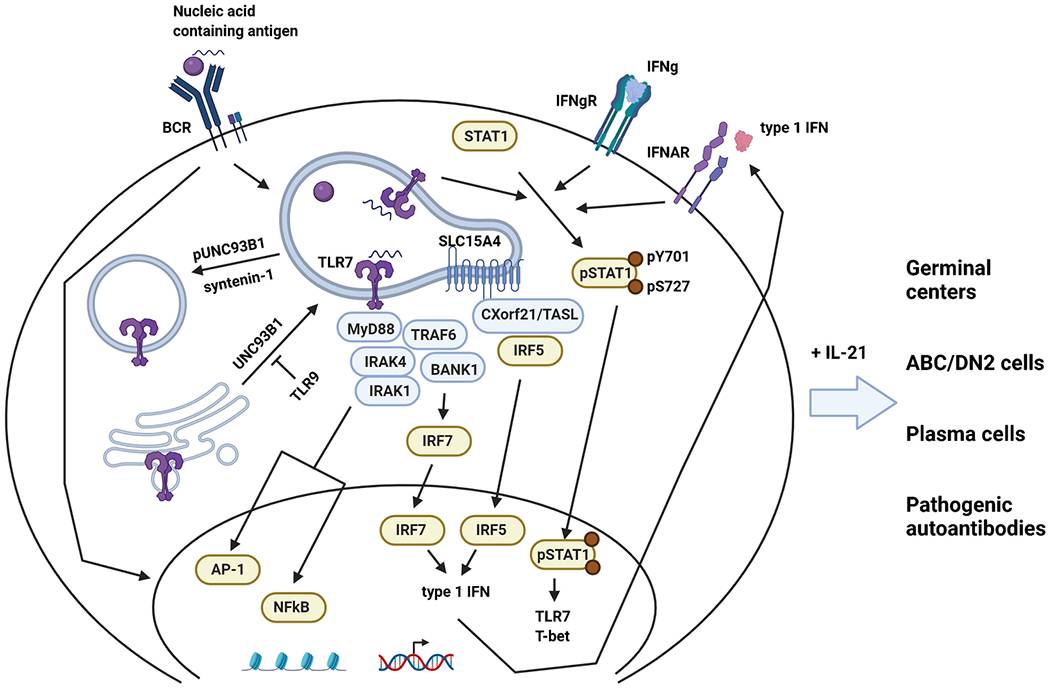 Nucleic acid
containing antigen
BCR
IFNg
IFNgR
type 1 IFN
IFNAR
STAT1
SLC15A4
TLR7
pUNC93B1
syntenin-1
pSTAT1
pY701
pS727
UNC93B1
TLR9
MyD88
TRAF6
IRAK4
BANK1
IRAK1
CXorf21/TASL
IRF5
IRF7
IRF7
IRF5
pSTAT1
AP-1
NFkB
type 1 IFN
TLR7
T-bet
+ IL-21
Germinal
centers
ABC/DN2 cells
Plasma cells
Pathogenic
autoantibodies